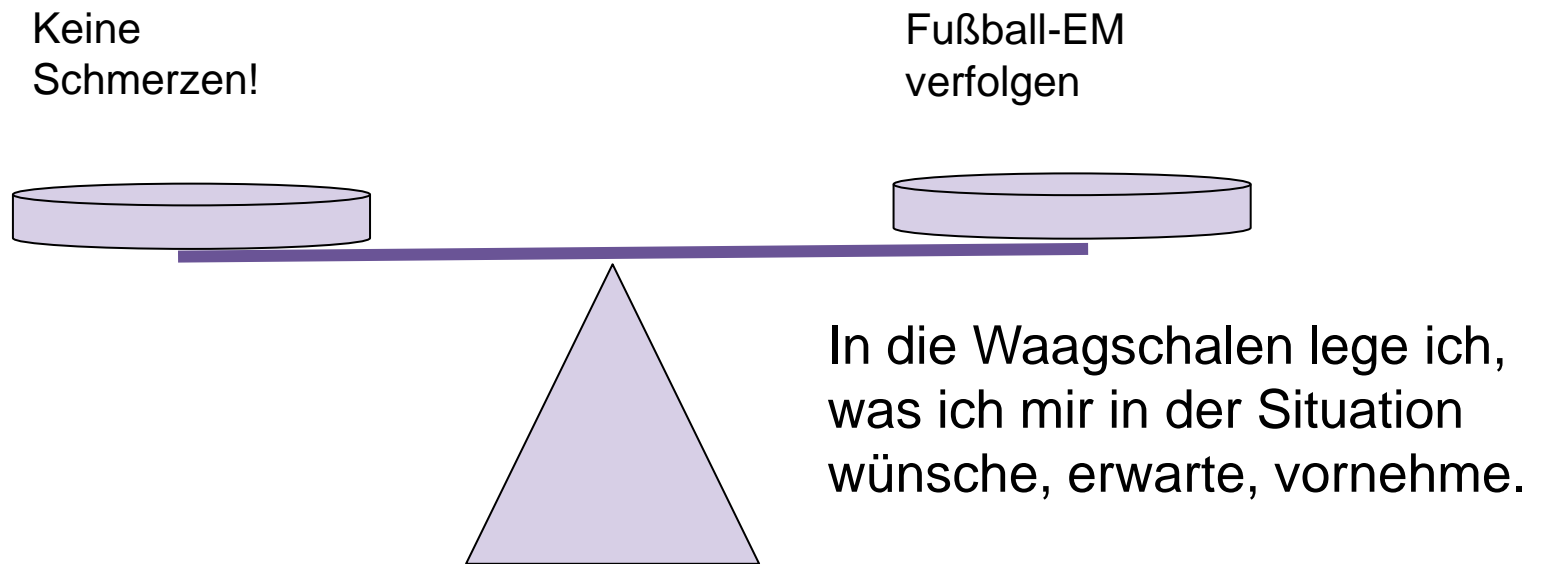 Keine
Schmerzen!
Fußball-EM
verfolgen
In die Waagschalen lege ich,
was ich mir in der Situation
wünsche, erwarte, vornehme.